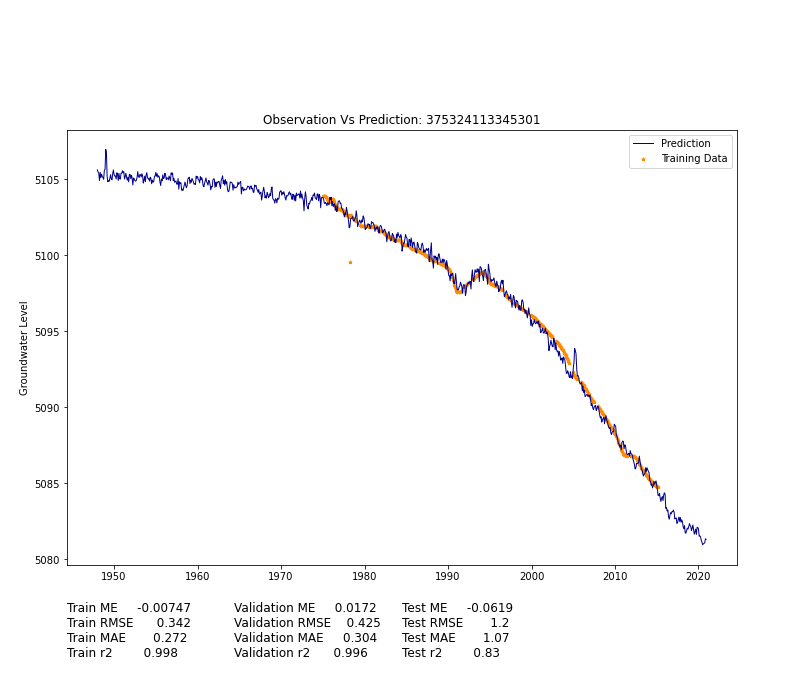 Observation Vs Prediction: 375324113345301
Prediction
Training Data
Groundwater Level
5105
5100
5095
5090
5085
5080
1950 1960 1970 1980 1990 2000 2010 2020
Train ME -0.00747 Validation ME 0.0172 Test ME -0.0619
Train RMSE 0.342 Validation RMSE 0.425 Test RMSE 1.2
Train MAE 0.272 Validation MAE 0.304 Test MAE 1.07
Train r2 0.998 Validation r2 0.996 Test r2 0.83